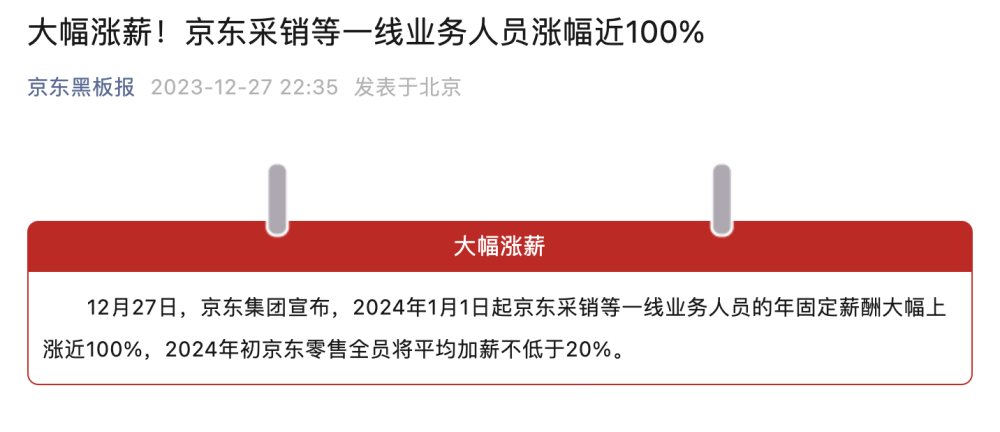 大幅涨薪！京东采销等一线业务人员涨幅近100%
京东黑板报 2023-12-27 22:35 发表于北京
大幅涨薪
12月27日，京东集团宣布，2024年1月1日起京东采销等一线业务人员的年固定薪酬大幅上
涨近100%，2024年初京东零售全员将平均加薪不低于20%。